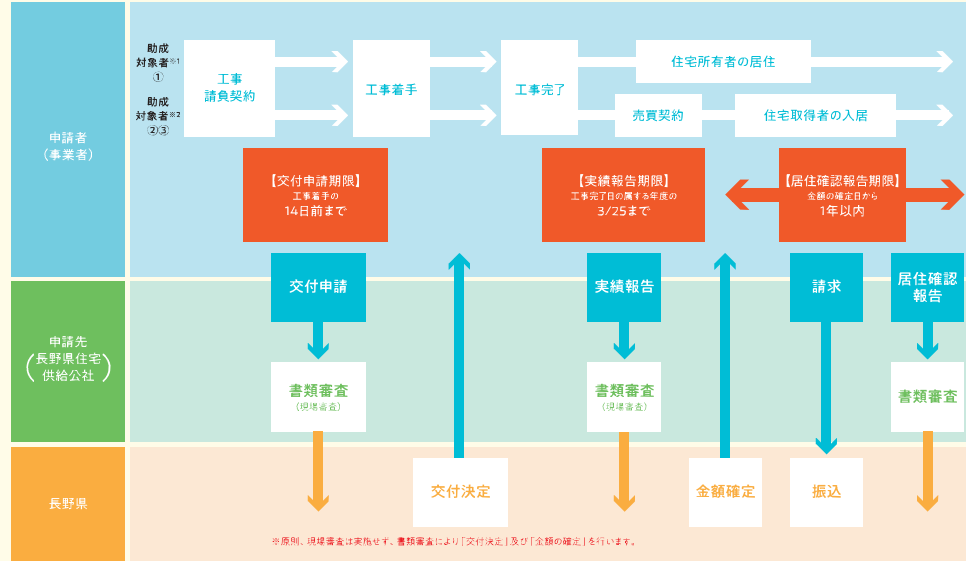 助成
対象者※1
①
助成
対象者※2
②③
工事
請負契約
工事着手
工事完了
住宅所有者の居住
売買契約
住宅取得者の入居
申請者
（事業者）
【交付申請期限】
工事着手の
14日前まで
【実績報告期限】
工事完了日の属する年度の
3/25まで
【居住確認報告期限】
金額の確定日から
1年以内
交付申請
実績報告
請求
居住確認
報告
申請先
（長野県住宅
供給公社）
書類審査
（現場審査）
書類審査
（現場審査）
書類審査
長野県
交付決定
金額確定
振込
※原則、現場審査は実施せず、書類審査により「交付決定」及び「金額の確定」を行います。